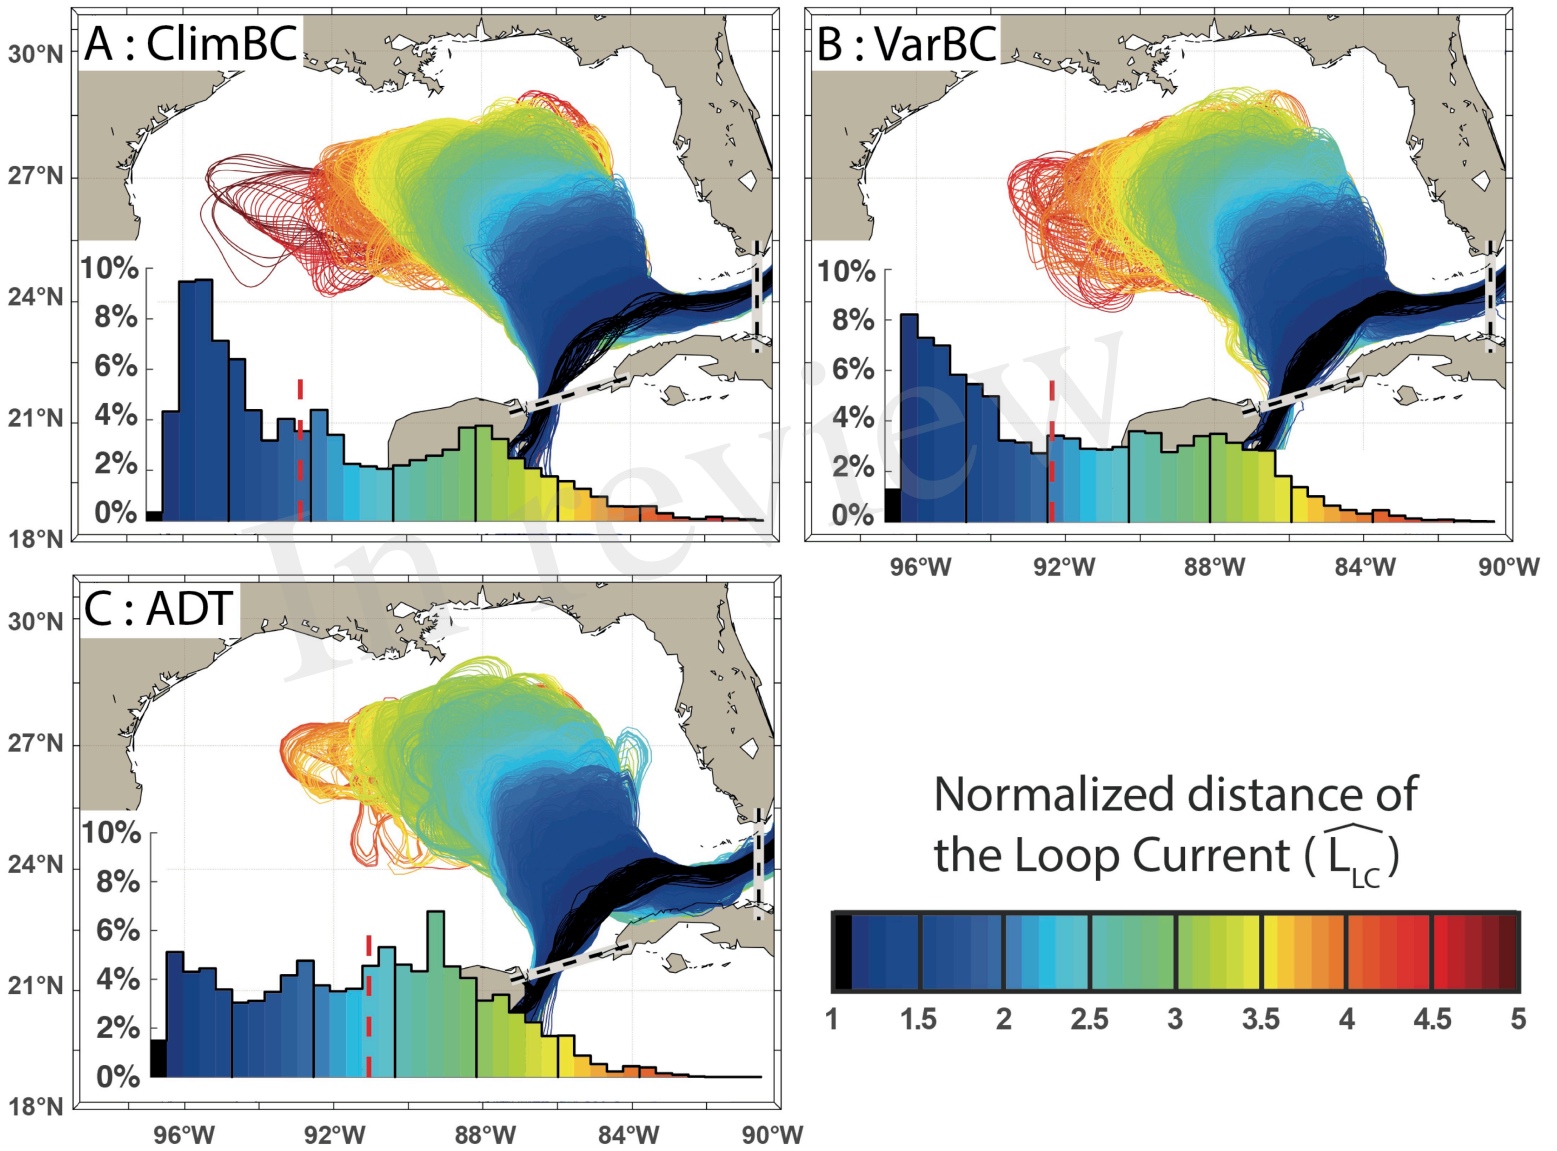 A : ClimBC
B : VarBC
30°N
27°N
24°N
21°N
18°N
10%
8%
6%
4%
2%
0%
10%
8%
6%
4%
2%
0%
96°W
92°W
88°W
84°W
90°W
In review
C : ADT
30°N
27°N
24°N
21°N
18°N
10%
8%
6%
4%
2%
0%
96°W
92°W
88°W
84°W
90°W
Normalized distance of
the Loop Current ( L̂LC )
1 1.5 2 2.5 3 3.5 4 4.5 5